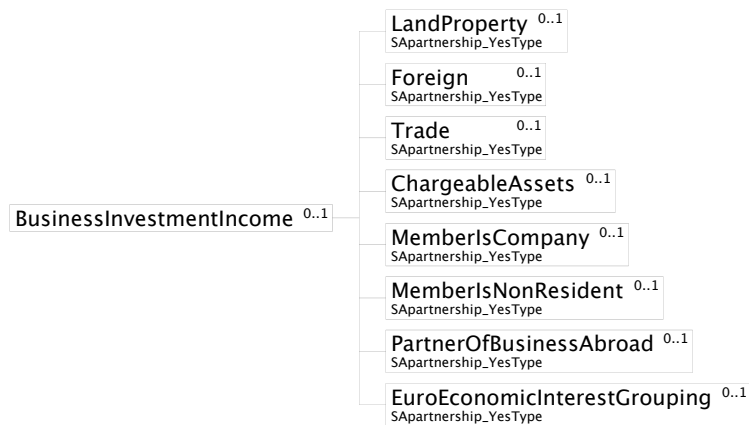 LandProperty 0..1
SApartnership_YesType
Foreign 0..1
SApartnership_YesType
Trade 0..1
SApartnership_YesType
ChargeableAssets 0..1
SApartnership_YesType
BusinessInvestmentIncome 0..1
MemberIsCompany 0..1
SApartnership_YesType
MemberIsNonResident 0..1
SApartnership_YesType
PartnerOfBusinessAbroad 0..1
SApartnership_YesType
EuroEconomicInterestGrouping 0..1
SApartnership_YesType